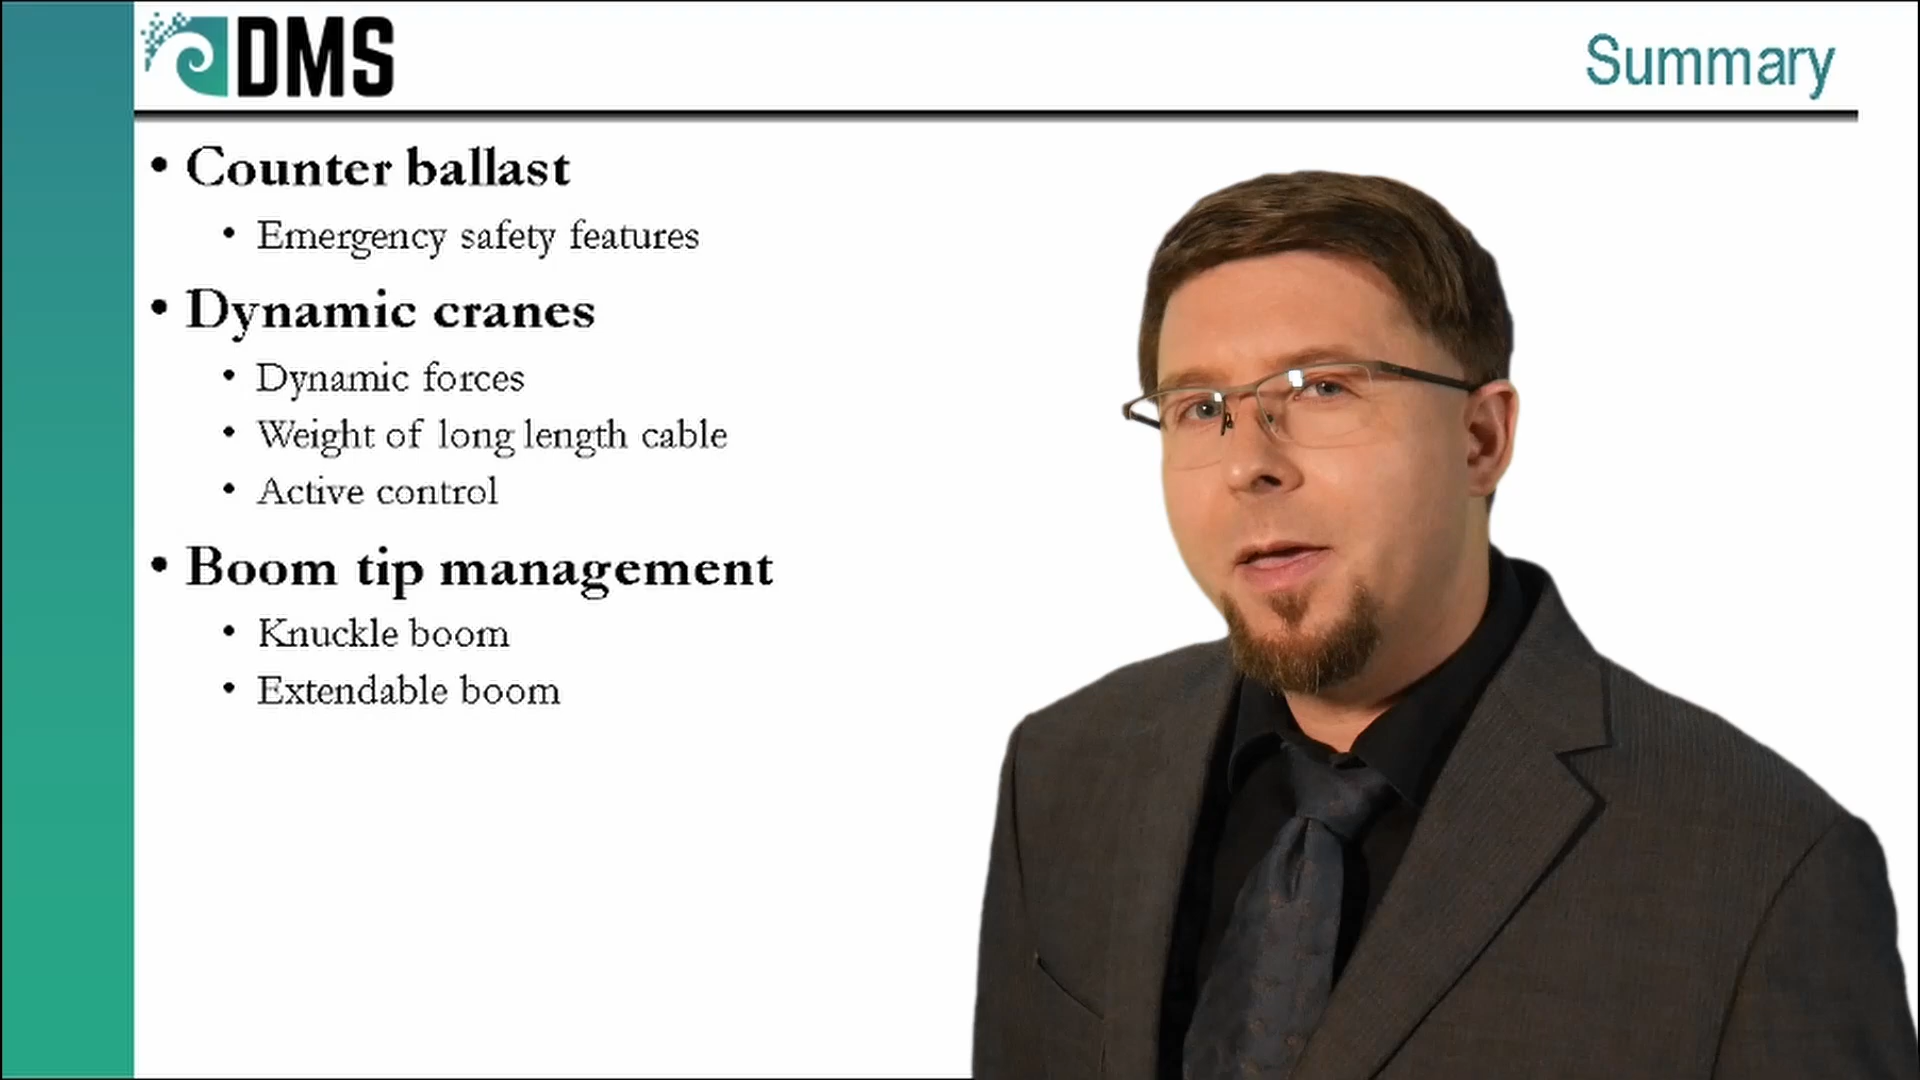 DMS
Summary
• Counter ballast
• Emergency safety features
• Dynamic cranes
• Dynamic forces
• Weight of long length cable
• Active control
• Boom tip management
• Knuckle boom
• Extendable boom